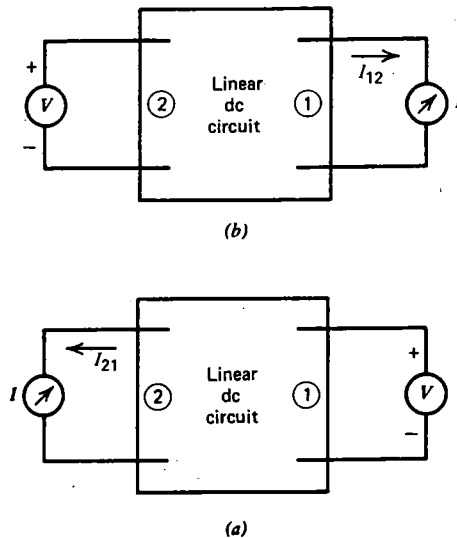 +
V
−
②
Linear
dc
circuit
①
I12
(b)
I
I21
②
Linear
dc
circuit
①
+
V
−
(a)